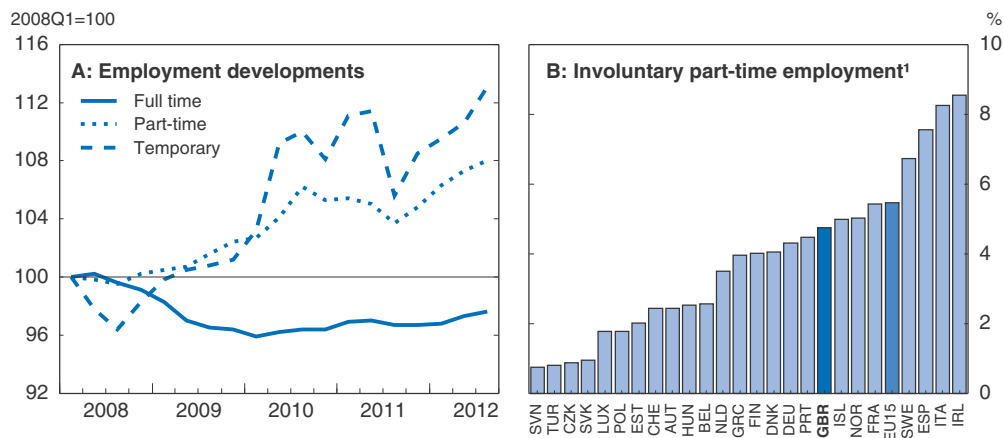 2008Q1=100
116
112
108
104
100
96
92
A: Employment developments
Full time
Part-time
Temporary
2008 2009 2010 2011 2012
%
10
8
6
4
2
0
B: Involuntary part-time employment¹
SVN TUR CZK SVK LUX POL EST CHE AUT HUN BEL NLD GRC FIN DNK DEU PRT GBR ISL NOR FRA EU15 SWE ESP ITA IRL